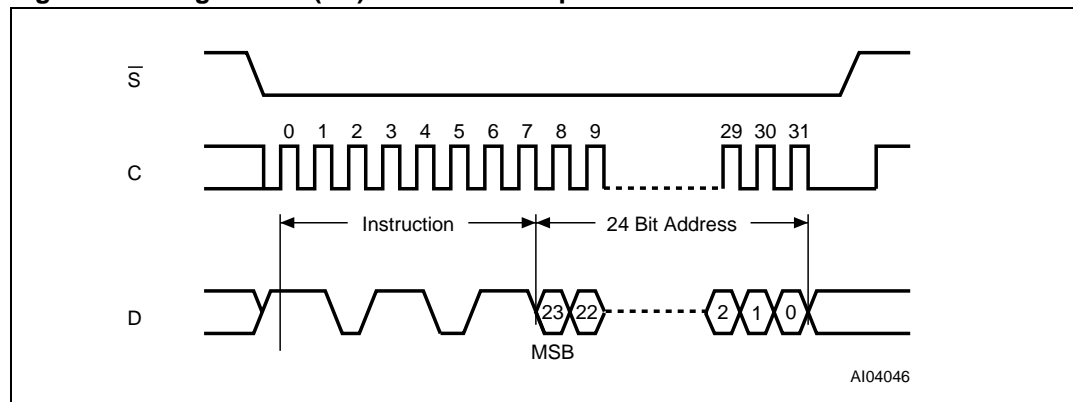 S
0 1 2 3 4 5 6 7 8 9 29 30 31
C
Instruction 24 Bit Address
D 23 22 2 1 0
MSB
AI04046